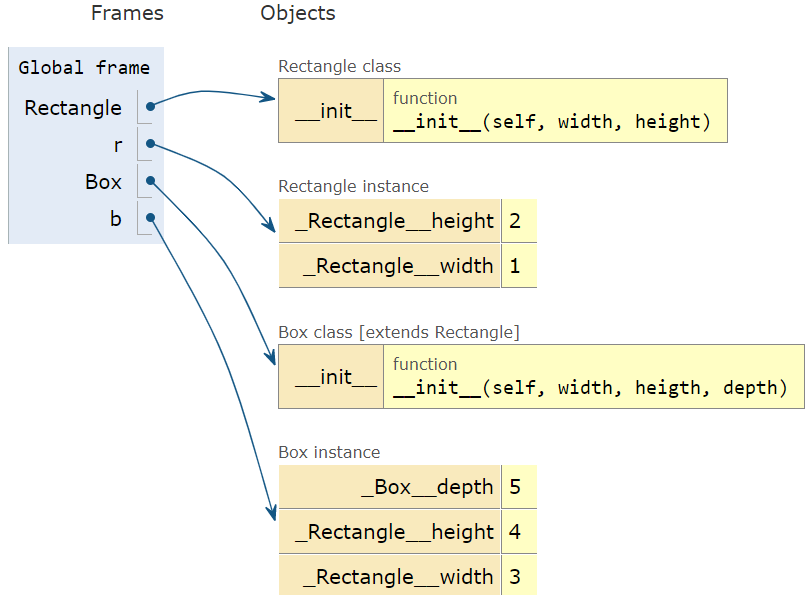 Frames Objects
Global frame
Rectangle
r
Box
b
Rectangle class
__init__
function
__init__(self, width, height)
Rectangle instance
_Rectangle__height 2
_Rectangle__width 1
Box class [extends Rectangle]
__init__
function
__init__(self, width, heigth, depth)
Box instance
_Box__depth 5
_Rectangle__height 4
_Rectangle__width 3